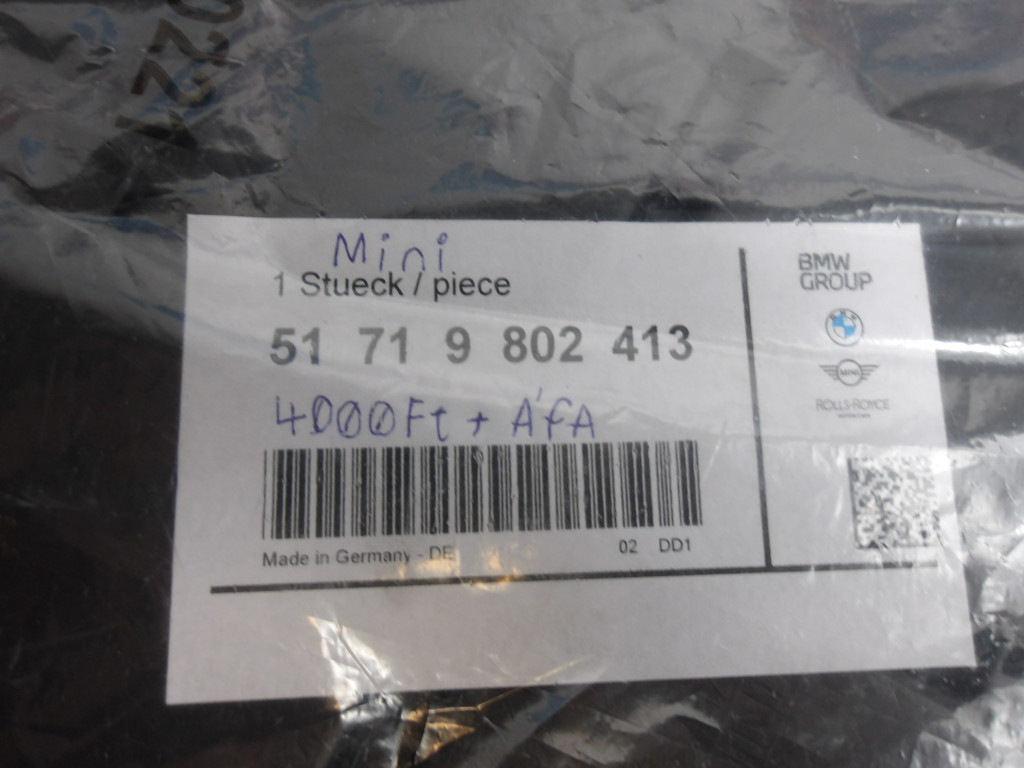 Mini
1 Stueck / piece
51 71 9 802 413
4000Ft + ÁfA
Made in Germany - DE
02 DD1
BMW
GROUP
MINI
ROLLS-ROYCE